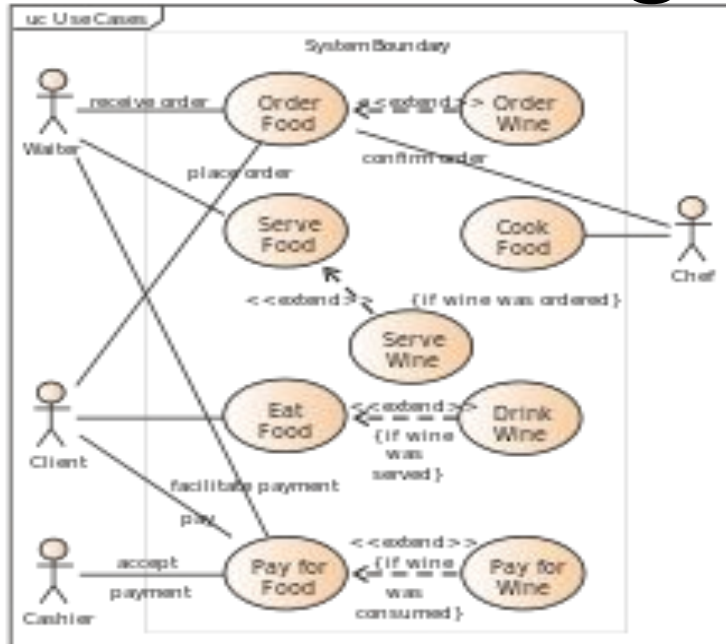 uc UseCases
System Boundary
receive order
Order
Food
<<extend>>
Order
Wine
Waiter
place order
confirm order
Serve
Food
Cook
Food
Chef
<<extend>>
{if wine was ordered}
Serve
Wine
Eat
Food
<<extend>>
{if wine
was
served}
Drink
Wine
Client
facilitate payment
pay
accept
payment
Cashier
Pay for
Food
<<extend>>
{if wine
was
consumed}
Pay for
Wine